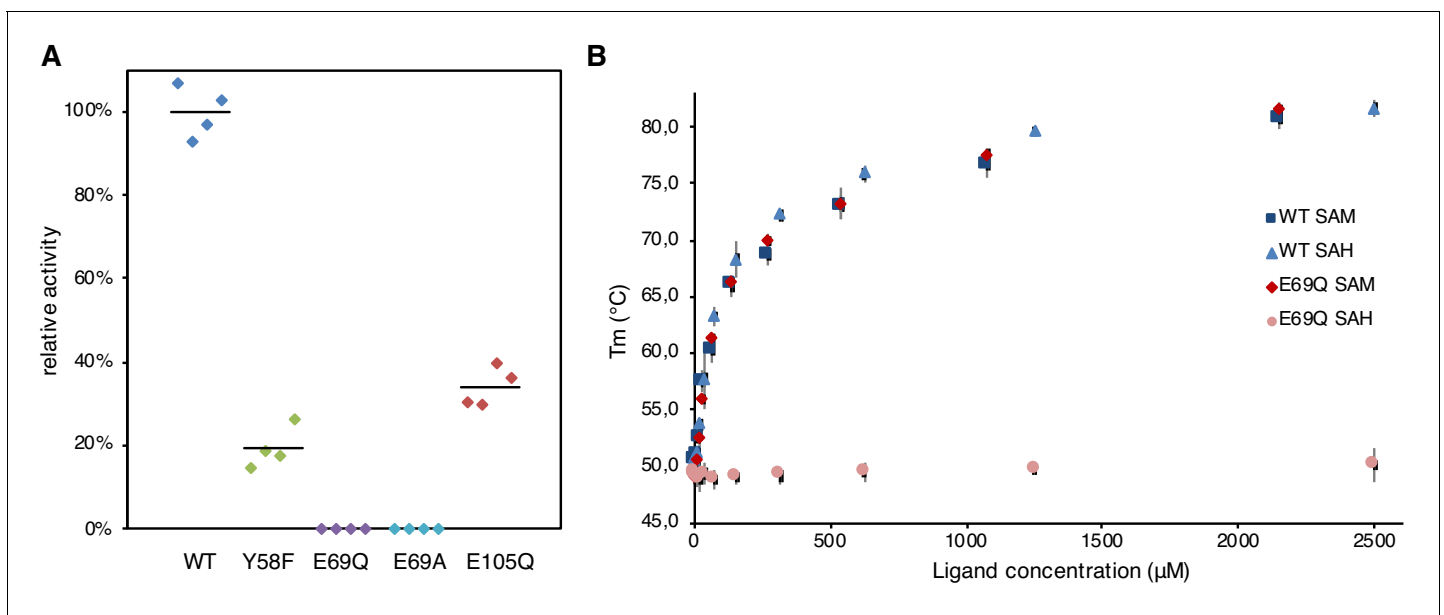 A
relative activity
100%
80%
60%
40%
20%
0%
WT Y58F E69Q E69A E105Q
B
Tm (°C)
80.0
75,0
70.0
65.0
60.0
55,0
50.0
45.0
0 500 1000 1500 2000 2500
Ligand concentration (µM)
WT SAM
WT SAH
E69Q SAM
E69Q SAH